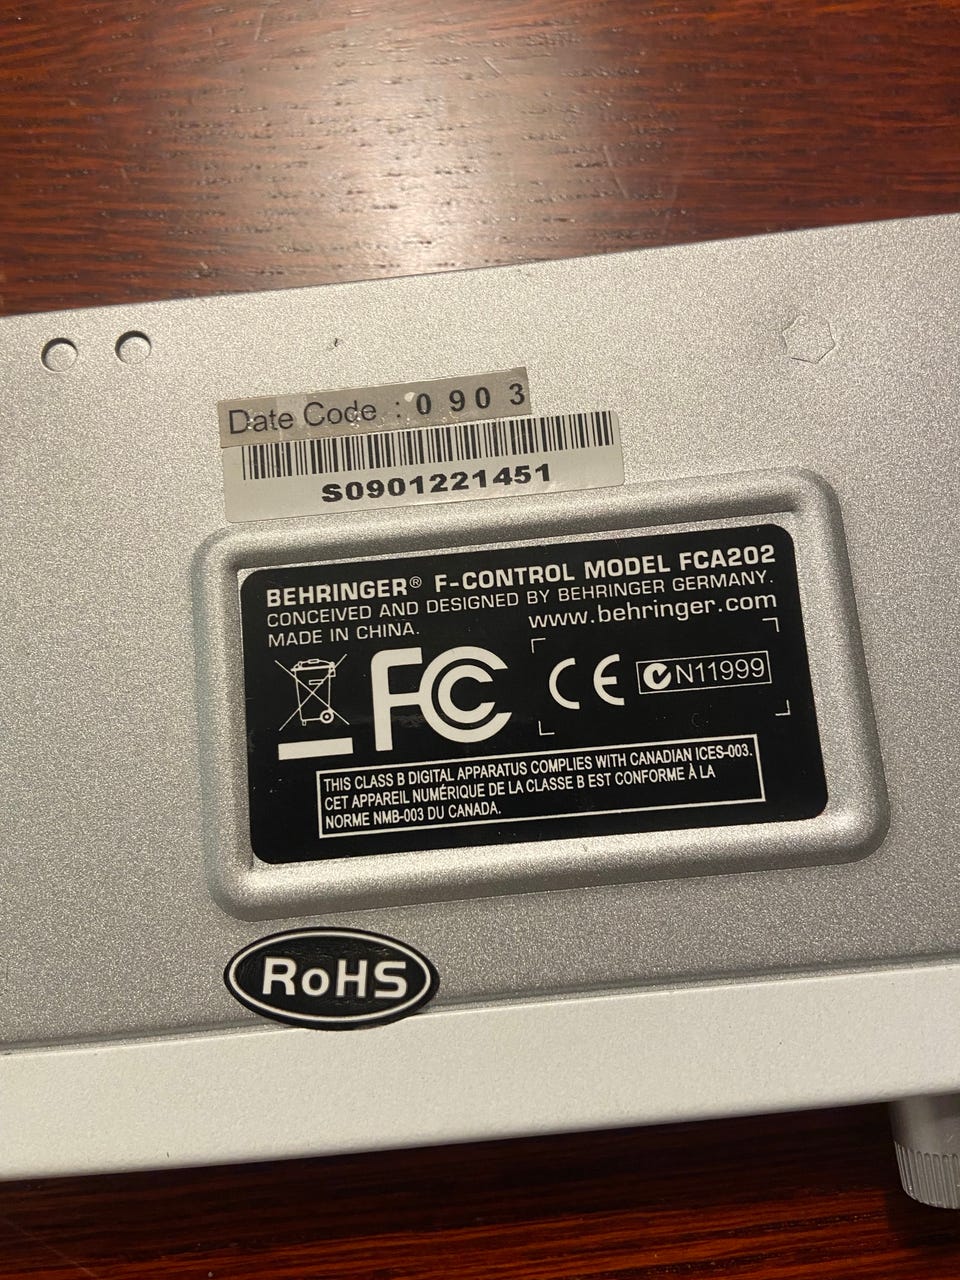 Date Code : 0 9 0 3
S0901221451
BEHRINGER® F-CONTROL MODEL FCA202
CONCEIVED AND DESIGNED BY BEHRINGER GERMANY.
MADE IN CHINA.
www.behringer.com
FC
CE
N11999
THIS CLASS B DIGITAL APPARATUS COMPLIES WITH CANADIAN ICES-003.
CET APPAREIL NUMÉRIQUE DE LA CLASSE B EST CONFORME À LA
NORME NMB-003 DU CANADA.
RoHS